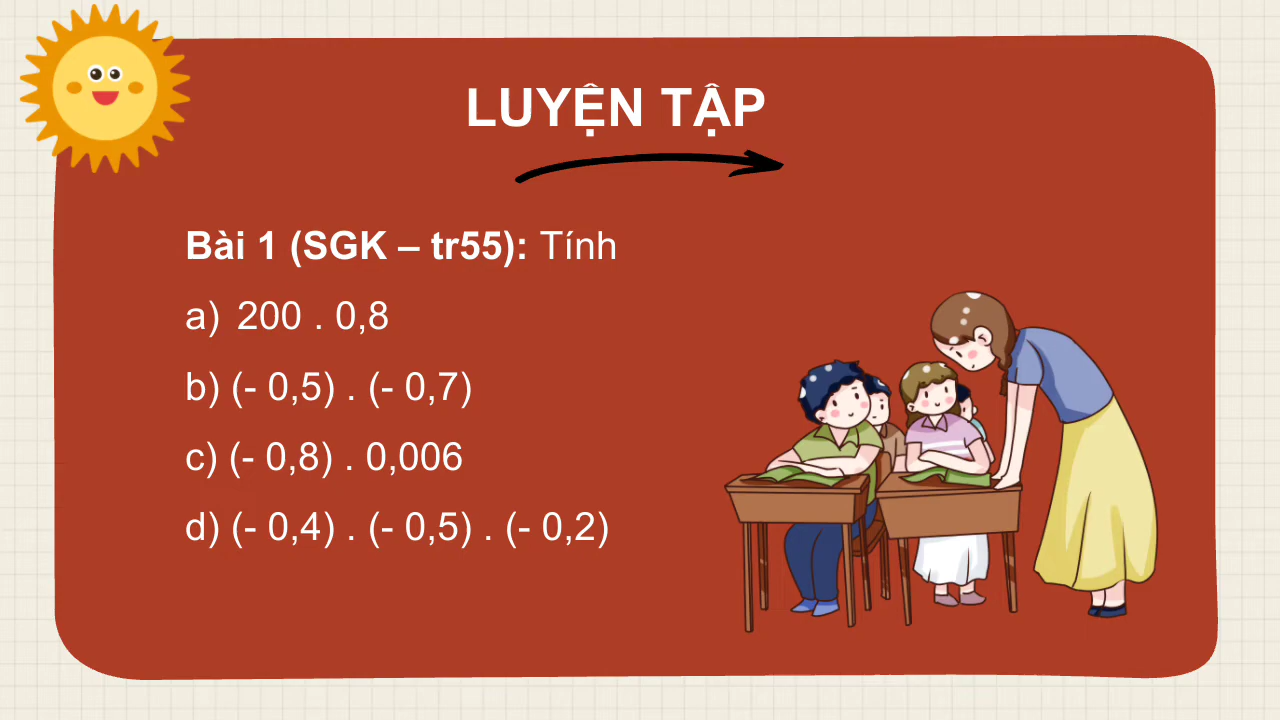 LUYỆN TẬP
Bài 1 (SGK – tr55): Tính
a) 200 . 0,8
b) (- 0,5) . (- 0,7)
c) (- 0,8) . 0,006
d) (- 0,4) . (- 0,5) . (- 0,2)